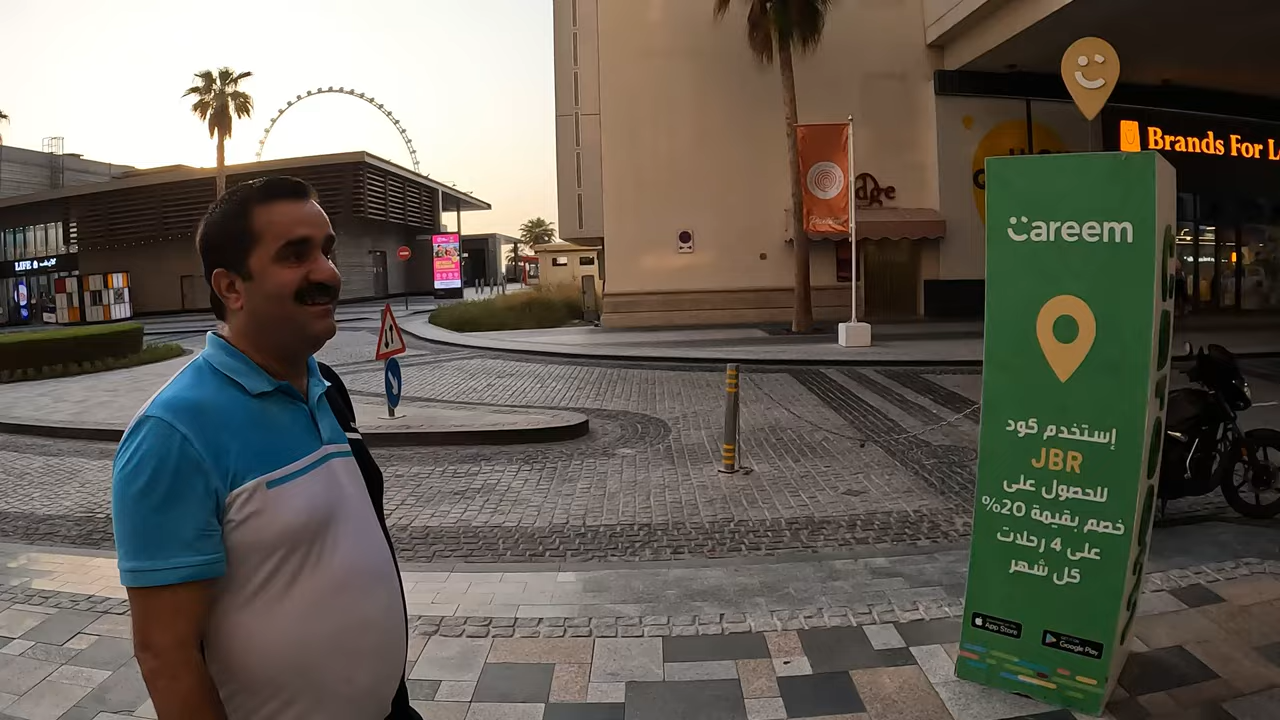 LIFE
Brands For L
dge
Careem
إستخدم كود
JBR
للحصول على
خصم بقيمة 20%
على 4 رحلات
كل شهر
App Store
Google Play